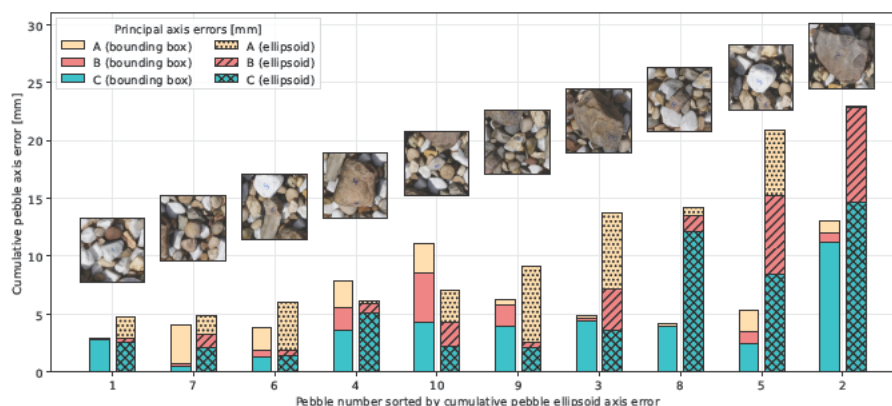 Principal axis errors [mm]
A (bounding box) A (ellipsoid)
B (bounding box) B (ellipsoid)
C (bounding box) C (ellipsoid)
Cumulative pebble axis error [mm]
30
25
20
15
10
5
0
1 7 6 4 10 9 3 8 5 2
Pebble number sorted by cumulative pebble ellipsoid axis error